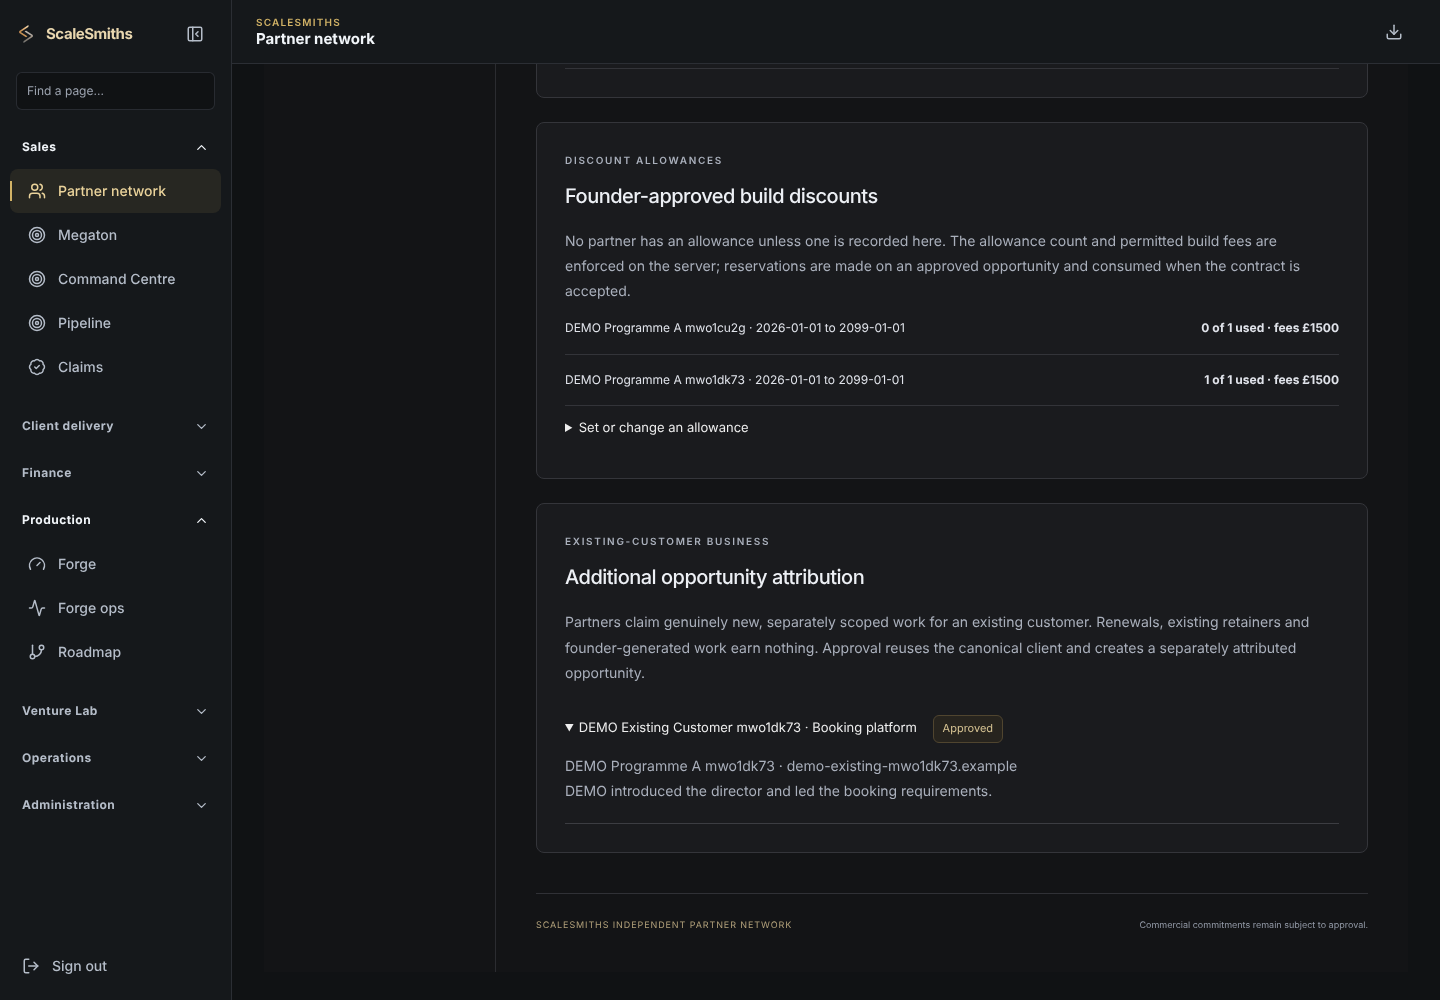 ScaleSmiths
Find a page...
Sales
Partner network
Megaton
Command Centre
Pipeline
Claims
Client delivery
Finance
Production
Forge
Forge ops
Roadmap
Venture Lab
Operations
Administration
Sign out
SCALESMITHS
Partner network
DISCOUNT ALLOWANCES
Founder-approved build discounts
No partner has an allowance unless one is recorded here. The allowance count and permitted build fees are
enforced on the server; reservations are made on an approved opportunity and consumed when the contract is
accepted.
DEMO Programme A mwo1cu2g · 2026-01-01 to 2099-01-01
0 of 1 used · fees £1500
DEMO Programme A mwo1dk73 · 2026-01-01 to 2099-01-01
1 of 1 used · fees £1500
Set or change an allowance
EXISTING-CUSTOMER BUSINESS
Additional opportunity attribution
Partners claim genuinely new, separately scoped work for an existing customer. Renewals, existing retainers and
founder-generated work earn nothing. Approval reuses the canonical client and creates a separately attributed
opportunity.
DEMO Existing Customer mwo1dk73 · Booking platform
Approved
DEMO Programme A mwo1dk73 · demo-existing-mwo1dk73.example
DEMO introduced the director and led the booking requirements.
SCALESMITHS INDEPENDENT PARTNER NETWORK
Commercial commitments remain subject to approval.